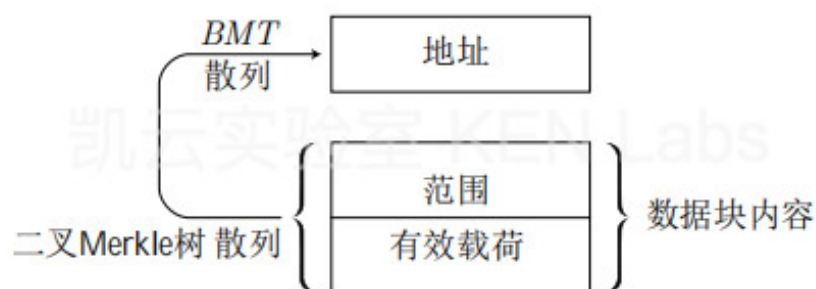 BMT
散列
地址
凯云实验室 KEN Labs
范围
数据块内容
二叉Merkle树 散列
有效载荷